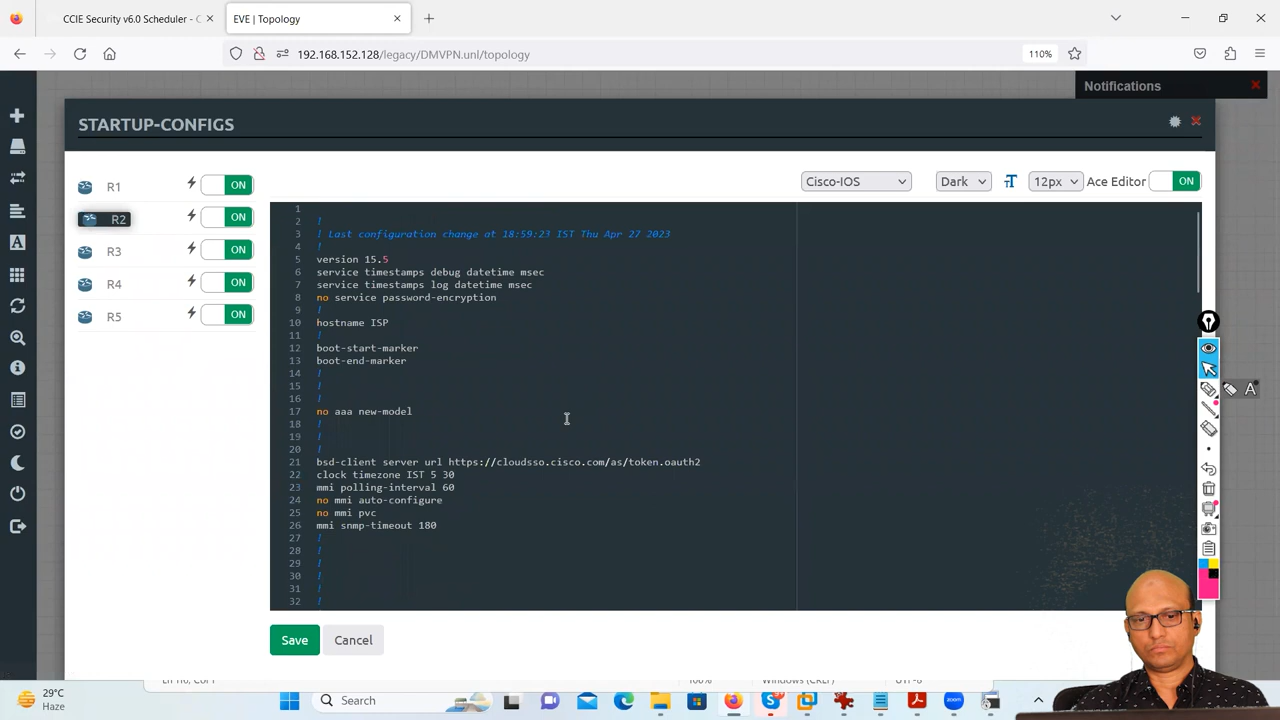 CCIE Security v6.0 Scheduler - C
EVE | Topology
192.168.152.128/legacy/DMVPN.unl/topology
110%
Notifications
STARTUP-CONFIGS
R1 ON
R2 ON
R3 ON
R4 ON
R5 ON
Cisco-IOS Dark 12px Ace Editor ON
1
2 !
3 ! Last configuration change at 18:59:23 IST Thu Apr 27 2023
4 !
5 version 15.5
6 service timestamps debug datetime msec
7 service timestamps log datetime msec
8 no service password-encryption
9 !
10 hostname ISP
11 !
12 boot-start-marker
13 boot-end-marker
14 !
15 !
16 !
17 no aaa new-model
18 !
19 !
20 !
21 bsd-client server url https://cloudsso.cisco.com/as/token.oauth2
22 clock timezone IST 5 30
23 mmi polling-interval 60
24 no mmi auto-configure
25 no mmi pvc
26 mmi snmp-timeout 180
27 !
28 !
29 !
30 !
31 !
32 !
Save Cancel
29°C
Haze
Search